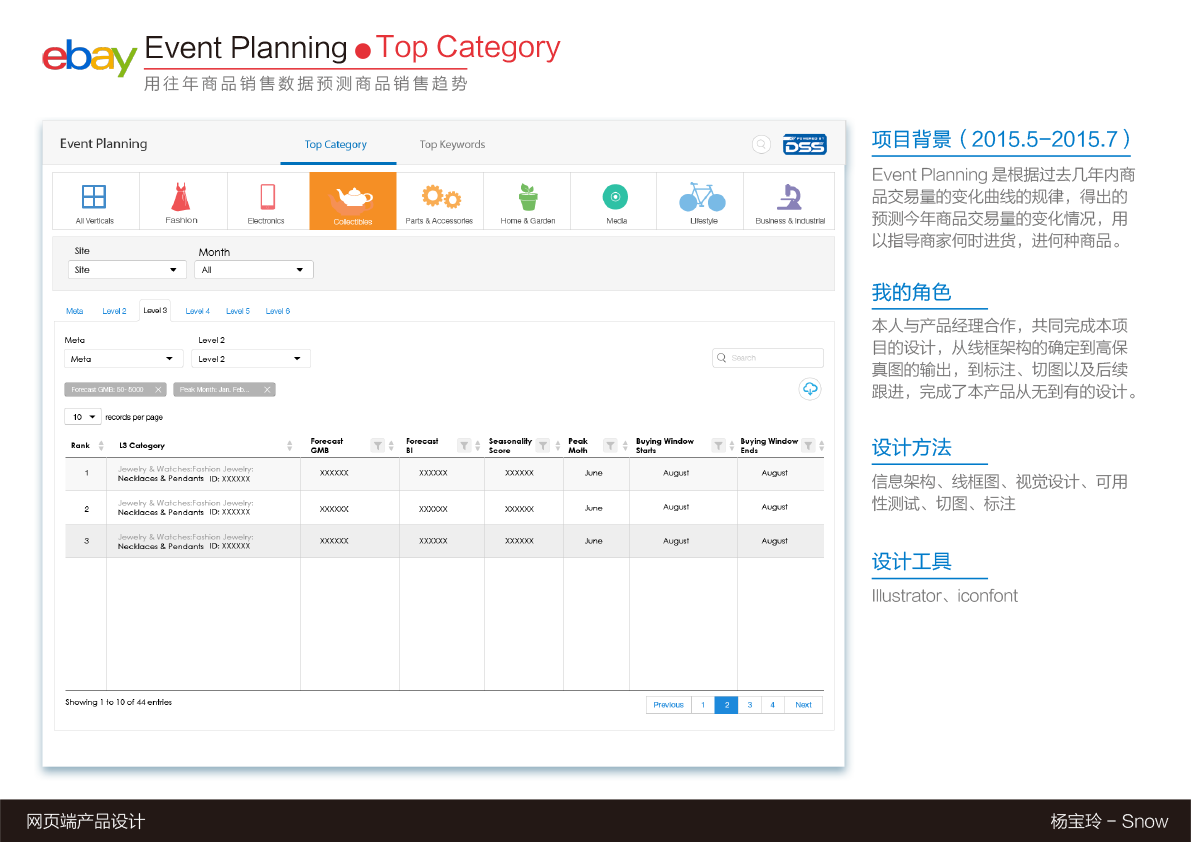 ebay Event Planning ● Top Category
用往年商品销售数据预测商品销售趋势
Event Planning
Top Category
Top Keywords
POWERED BY
DSS
All Verticals
Fashion
Electronics
Collectibles
Parts & Accessories
Home & Garden
Media
Lifestyle
Business & Industrial
Site
Month
Site
All
Meta
Level 2
Level 3
Level 4
Level 5
Level 6
Meta
Level 2
Meta
Level 2
Search
Forecast GMB: 50- 5000
Peak Month: Jan. Feb...
10
records per page
Rank
L3 Category
Forecast
GMB
Forecast
BI
Seasonality
Score
Peak
Moth
Buying Window
Starts
Buying Window
Ends
1
Jewelry & Watches:Fashion Jewelry:
Necklaces & Pendants ID: XXXXXX
XXXXXX
XXXXXX
XXXXXX
June
August
August
2
Jewelry & Watches:Fashion Jewelry:
Necklaces & Pendants ID: XXXXXX
XXXXXX
XXXXXX
XXXXXX
June
August
August
3
Jewelry & Watches:Fashion Jewelry:
Necklaces & Pendants ID: XXXXXX
XXXXXX
XXXXXX
XXXXXX
June
August
August
Showing 1 to 10 of 44 entries
Previous
1
2
3
4
Next
项目背景（2015.5-2015.7）
Event Planning 是根据过去几年内商
品交易量的变化曲线的规律，得出的
预测今年商品交易量的变化情况，用
以指导商家何时进货，进何种商品。
我的角色
本人与产品经理合作，共同完成本项
目的设计，从线框架构的确定到高保
真图的输出，到标注、切图以及后续
跟进，完成了本产品从无到有的设计。
设计方法
信息架构、线框图、视觉设计、可用
性测试、切图、标注
设计工具
Illustrator、iconfont
网页端产品设计
杨宝玲 - Snow